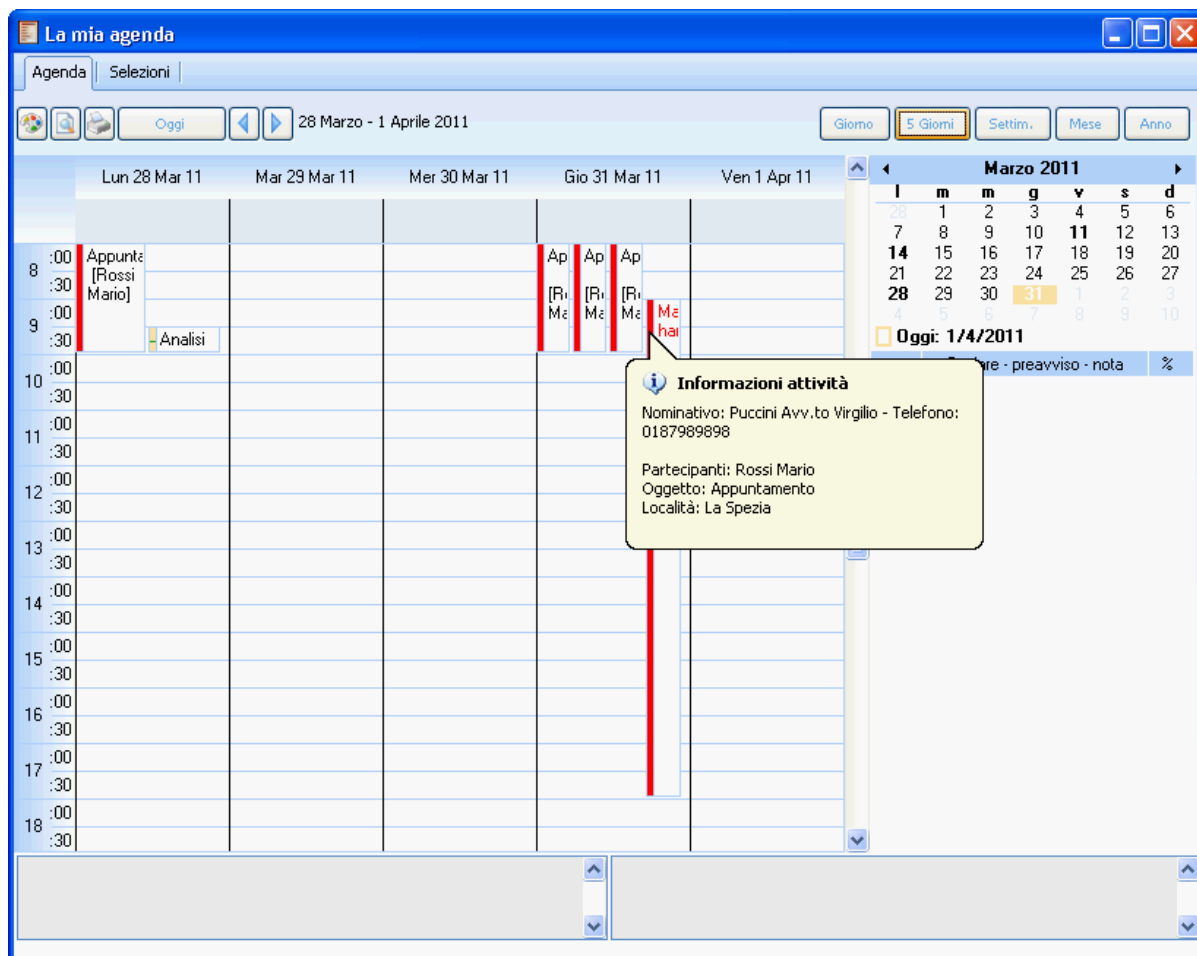 La mia agenda
Agenda Selezioni
Oggi 28 Marzo - 1 Aprile 2011 Giorno 5 Giorni Settim. Mese Anno
Lun 28 Mar 11 Mar 29 Mar 11 Mer 30 Mar 11 Gio 31 Mar 11 Ven 1 Apr 11
Marzo 2011
l m m g v s d
28 1 2 3 4 5 6
7 8 9 10 11 12 13
14 15 16 17 18 19 20
21 22 23 24 25 26 27
28 29 30 31 1 2 3
4 5 6 7 8 9 10
Oggi: 1/4/2011
- preavviso - nota %
8 :00
:30
9 :00
:30
10 :00
:30
11 :00
:30
12 :00
:30
13 :00
:30
14 :00
:30
15 :00
:30
16 :00
:30
17 :00
:30
18 :00
:30
Appunta
[Rossi
Mario]
Analisi
Ap Ap Ap
[R [R [R
Ma Ma Ma
Ma
har
Informazioni attività
Nominativo: Puccini Avv.to Virgilio - Telefono:
0187989898
Partecipanti: Rossi Mario
Oggetto: Appuntamento
Località: La Spezia